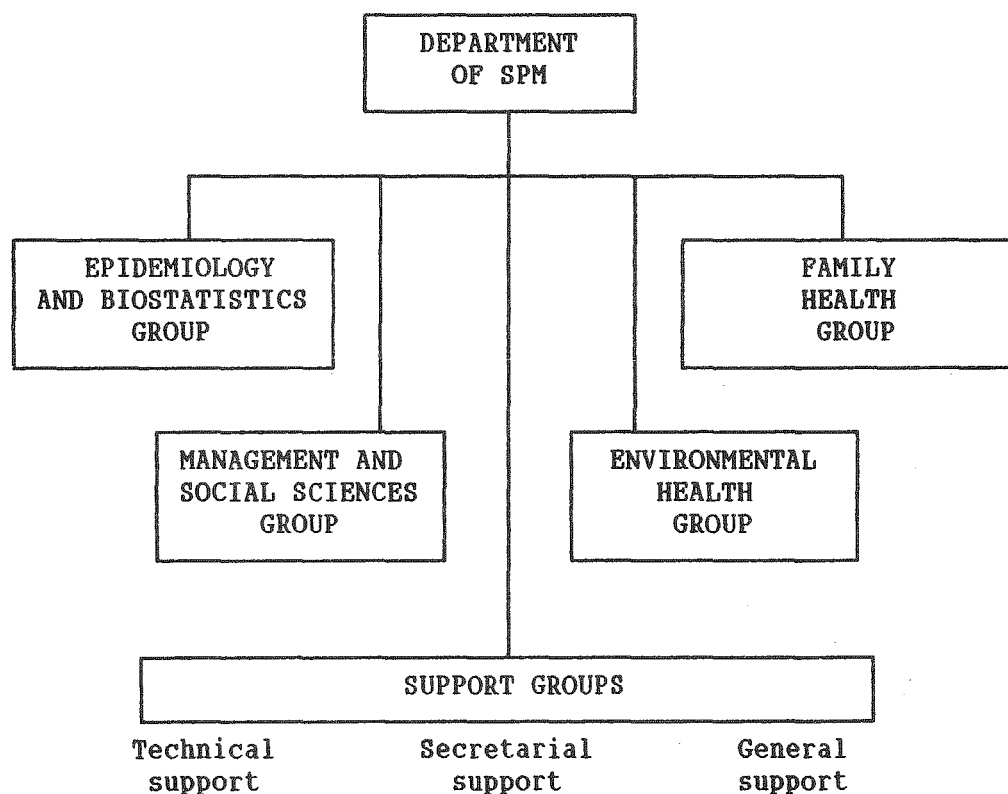 DEPARTMENT
OF SPM
EPIDEMIOLOGY
AND BIOSTATISTICS
GROUP
FAMILY
HEALTH
GROUP
MANAGEMENT AND
SOCIAL SCIENCES
GROUP
ENVIRONMENTAL
HEALTH
GROUP
SUPPORT GROUPS
Technical
support
Secretarial
support
General
support